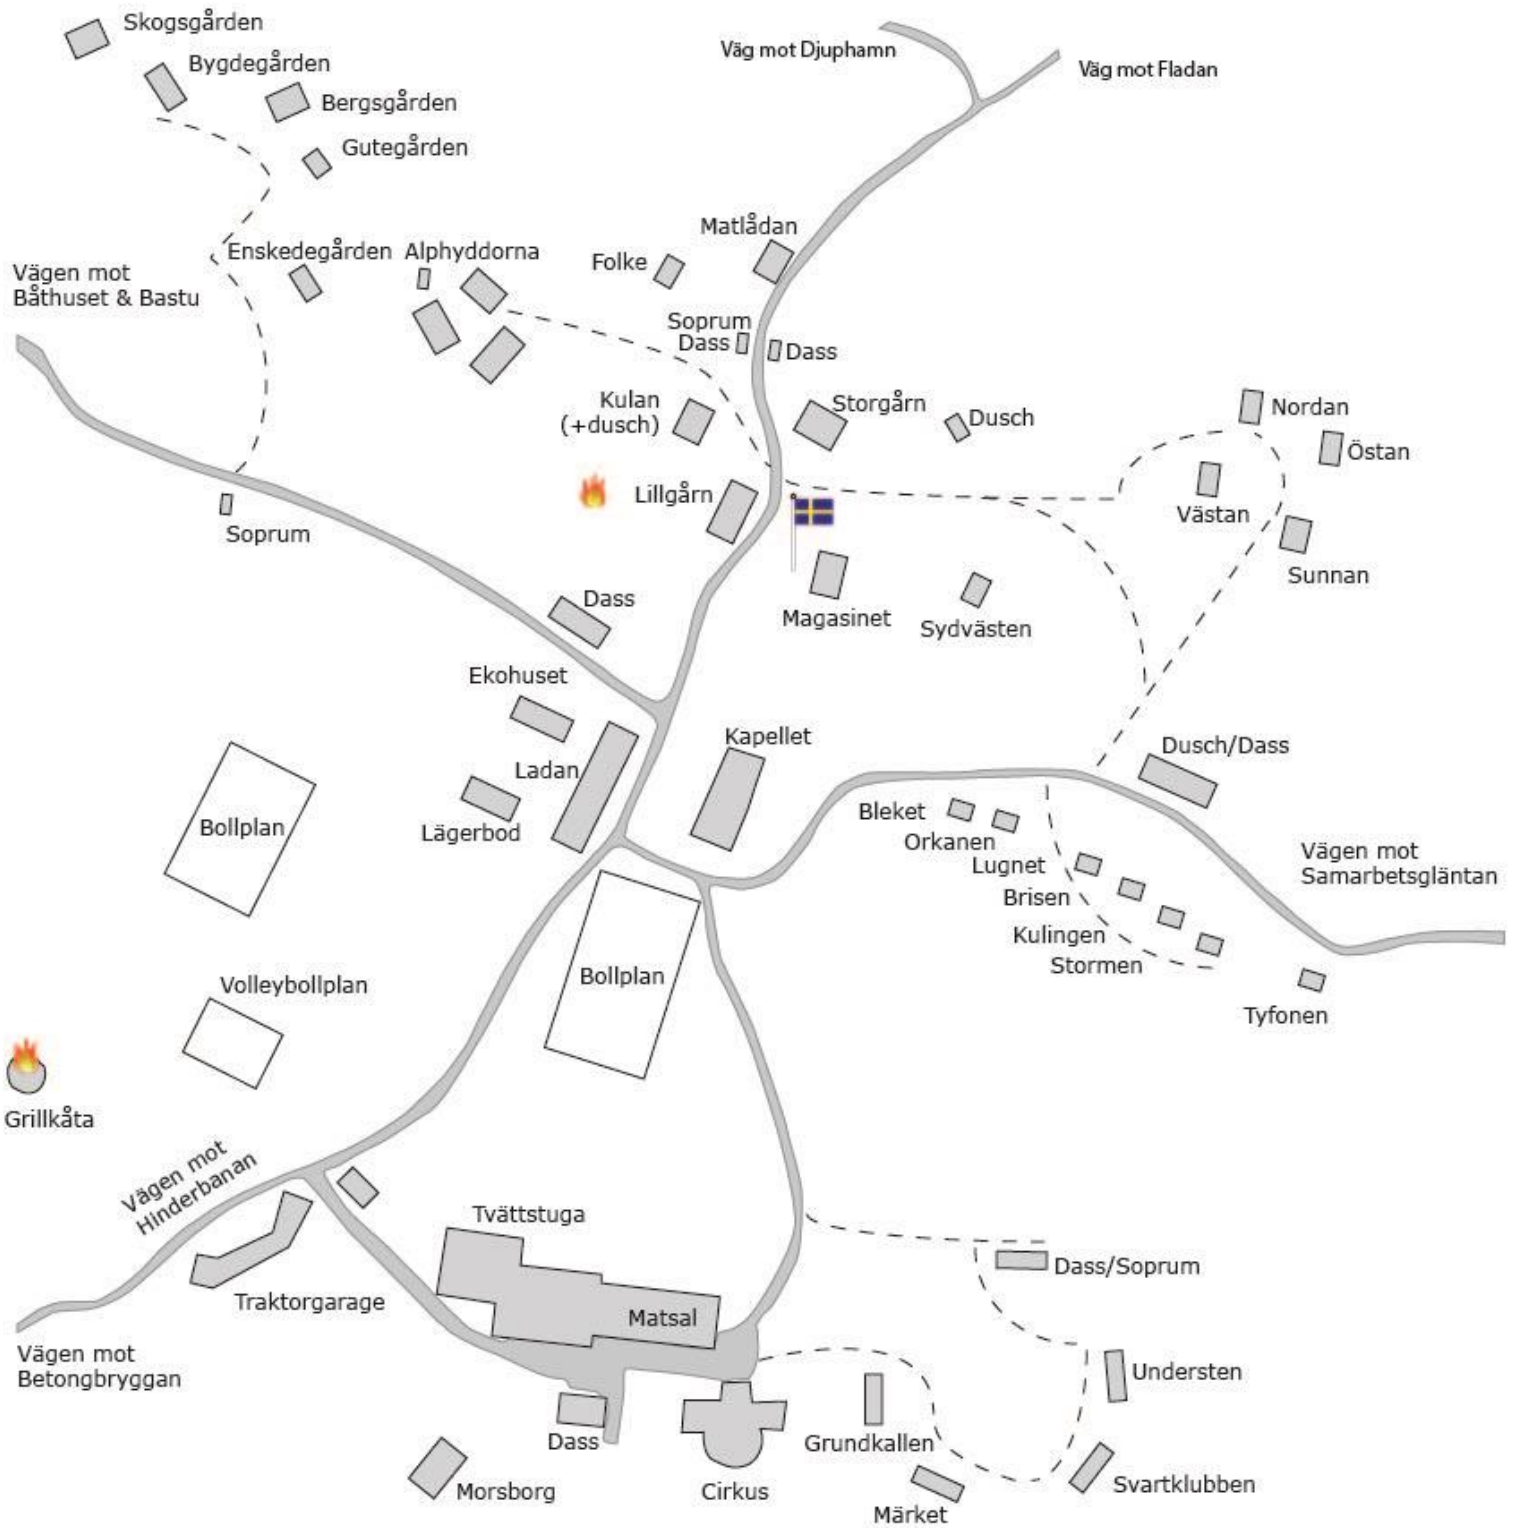 Skogsgården
Väg mot Djuphamn
Bygdegården
Väg mot Fladan
Bergsgården
Gutegården
Matlådan
Enskedegården
Alphyddorna
Folke
Vägen mot
Båthuset & Bastu
Soprum
Dass
Dass
Kulan
(+dusch)
Storgårn
Dusch
Nordan
Östan
Lillgårn
Västan
Soprum
Sunnan
Dass
Magasinet
Sydvästen
Ekohuset
Kapellet
Dusch/Dass
Ladan
Bleket
Bollplan
Lägerbod
Orkanen
Lugnet
Vägen mot
Samarbetsgläntan
Brisen
Kulingen
Stormen
Bollplan
Volleybollplan
Tyfonen
Grillkåta
Vägen mot
Hinderbanan
Tvättstuga
Dass/Soprum
Traktorgarage
Matsal
Vägen mot
Betongbryggan
Understen
Dass
Grundkallen
Morsborg
Cirkus
Svartklubben
Märket